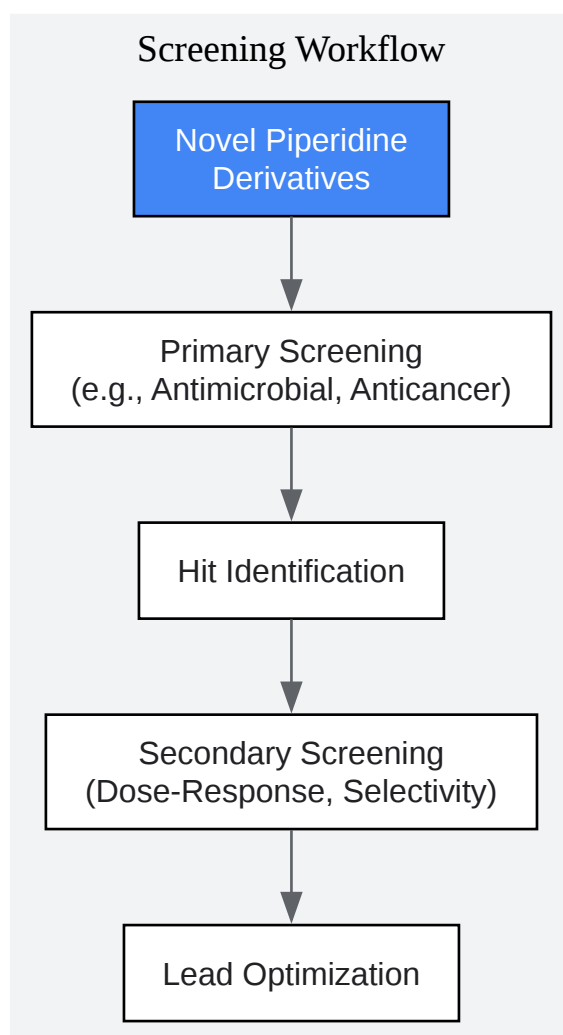 Screening Workflow
Novel Piperidine
Derivatives
Primary Screening
(e.g., Antimicrobial, Anticancer)
Hit Identification
Secondary Screening
(Dose-Response, Selectivity)
Lead Optimization